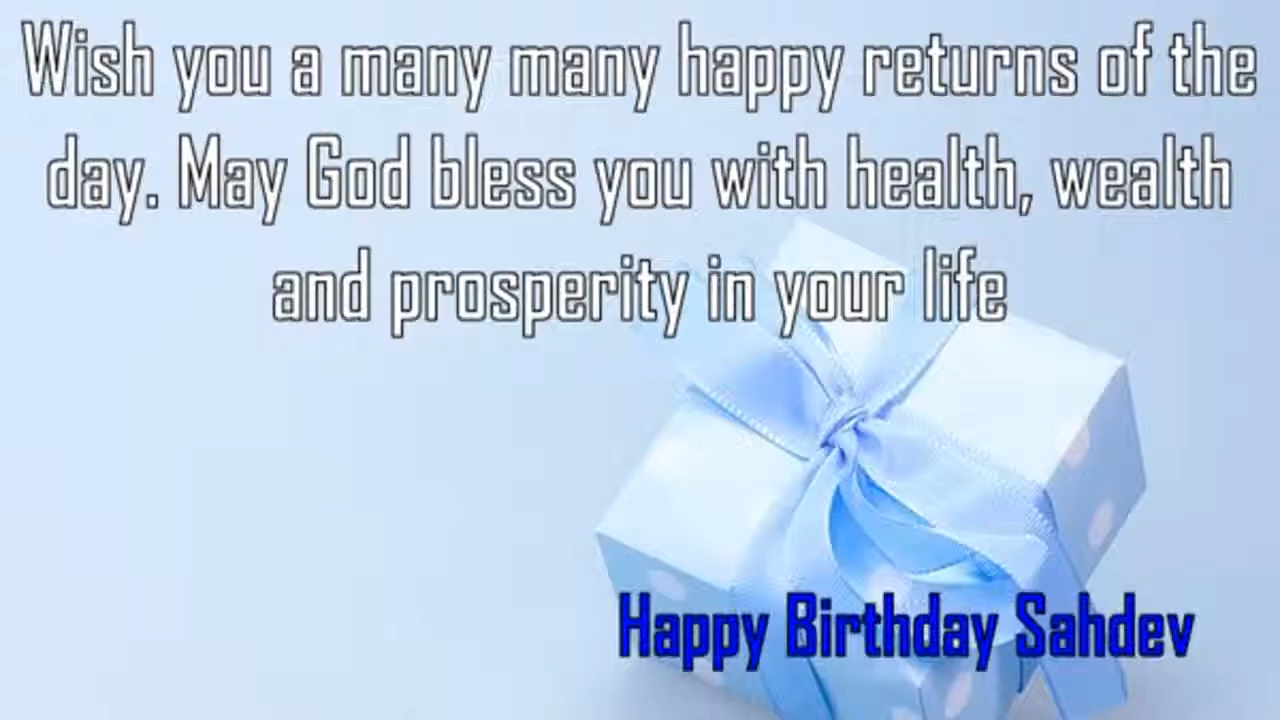 Wish you a many many happy returns of the
day. May God bless you with health, wealth
and prosperity in your life
Happy Birthday Sahdev